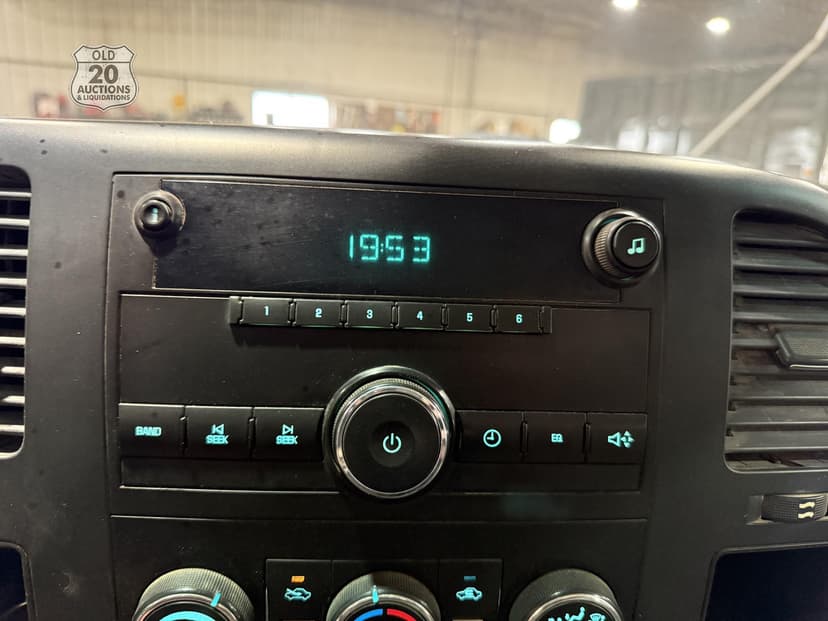 OLD
20
AUCTIONS
& LIQUIDATIONS
19:53
1 2 3 4 5 6
BAND SEEK SEEK EQ